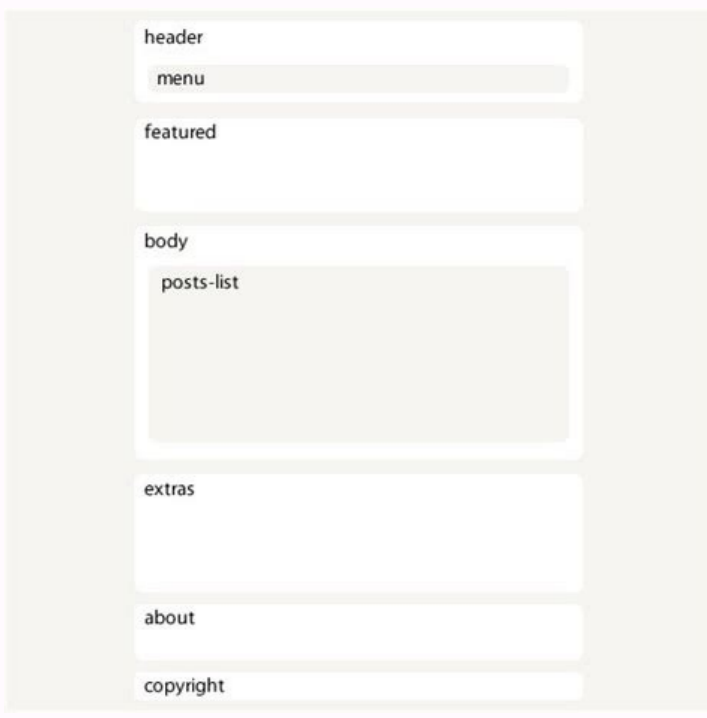 header
menu
featured
body
posts-list
extras
about
copyright